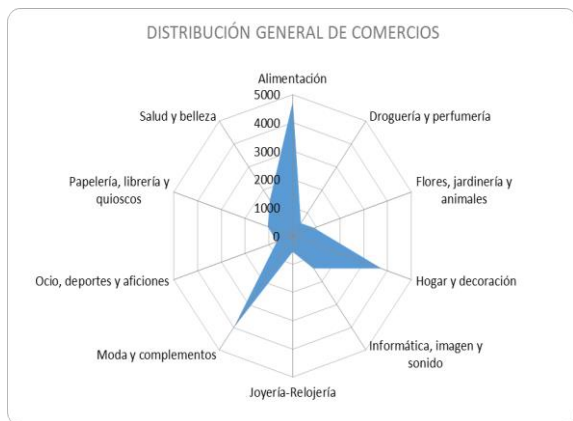 DISTRIBUCIÓN GENERAL DE COMERCIOS
Alimentación
5000
4000
3000
2000
1000
0
Droguería y perfumería
Flores, jardinería y
animales
Hogar y decoración
Informática, imagen y
sonido
Joyería-Relojería
Moda y complementos
Ocio, deportes y aficiones
Papelería, librería y
quioscos
Salud y belleza